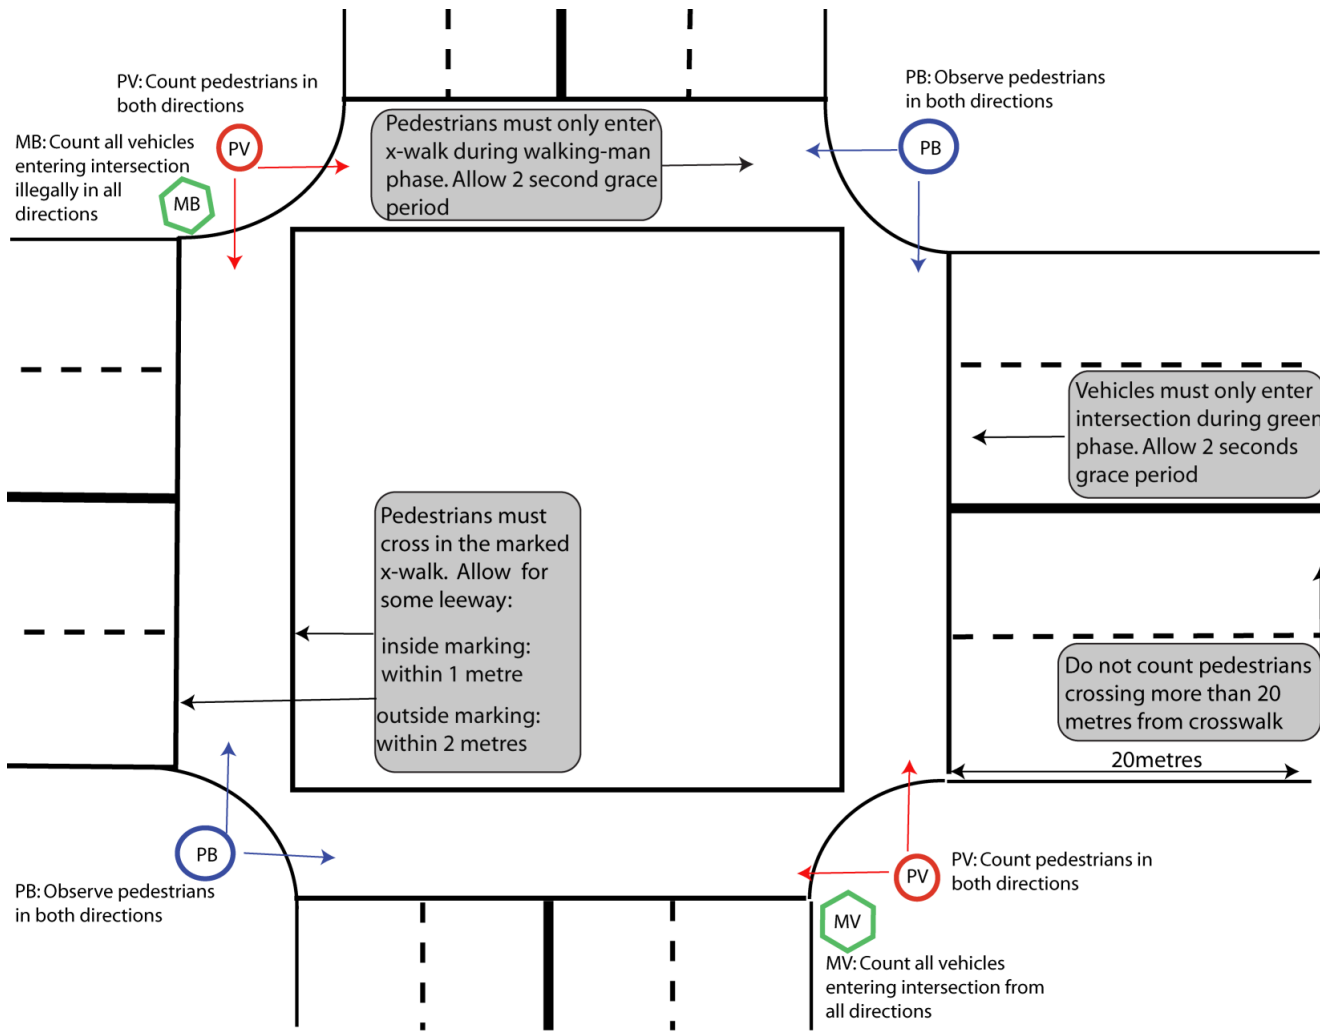 PV: Count pedestrians in
both directions
MB: Count all vehicles
entering intersection
illegally in all
directions
PV
MB
Pedestrians must only enter
x-walk during walking-man
phase. Allow 2 second grace
period
PB: Observe pedestrians
in both directions
PB
Vehicles must only enter
intersection during green
phase. Allow 2 seconds
grace period
Pedestrians must
cross in the marked
x-walk. Allow for
some leeway:
inside marking:
within 1 metre
outside marking:
within 2 metres
Do not count pedestrians
crossing more than 20
metres from crosswalk
20metres
PB
PB: Observe pedestrians
in both directions
PV
PV: Count pedestrians in
both directions
MV
MV: Count all vehicles
entering intersection from
all directions